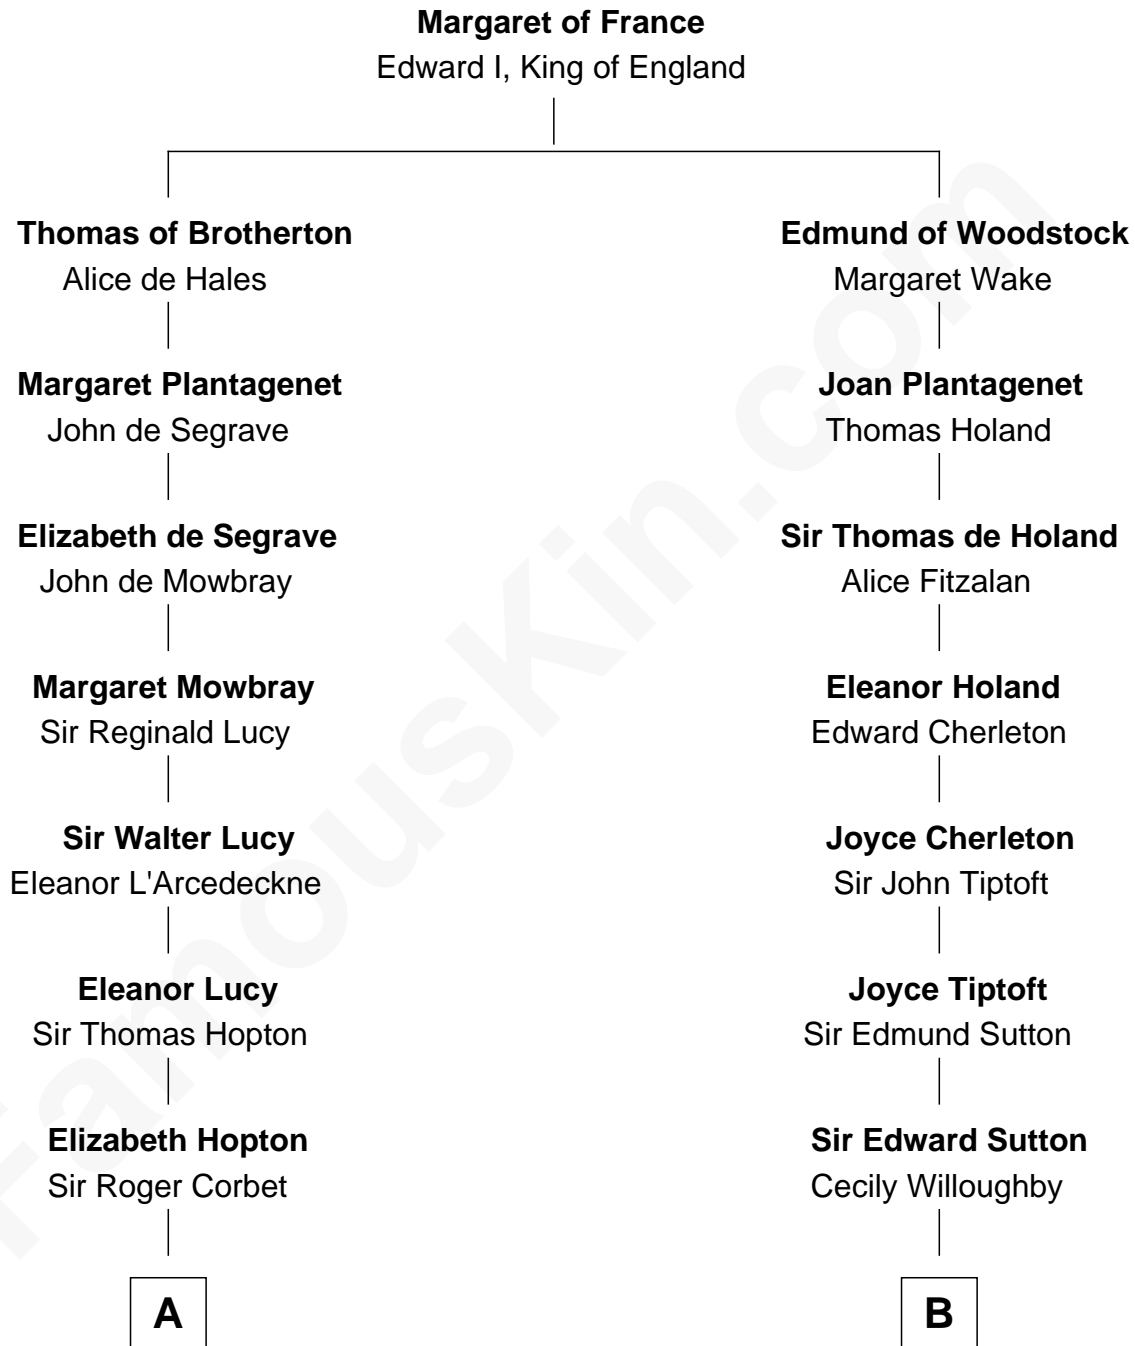 Margaret of France
Edward I, King of England
Thomas of Brotherton
Alice de Hales
Edmund of Woodstock
Margaret Wake
Margaret Plantagenet
John de Segrave
Joan Plantagenet
Thomas Holand
Elizabeth de Segrave
John de Mowbray
Sir Thomas de Holand
Alice Fitzalan
Margaret Mowbray
Sir Reginald Lucy
Eleanor Holand
Edward Cherleton
Sir Walter Lucy
Eleanor L'Arcedeckne
Joyce Cherleton
Sir John Tiptoft
Eleanor Lucy
Sir Thomas Hopton
Joyce Tiptoft
Sir Edmund Sutton
Elizabeth Hopton
Sir Roger Corbet
Sir Edward Sutton
Cecily Willoughby
A
B
FamousKin.com